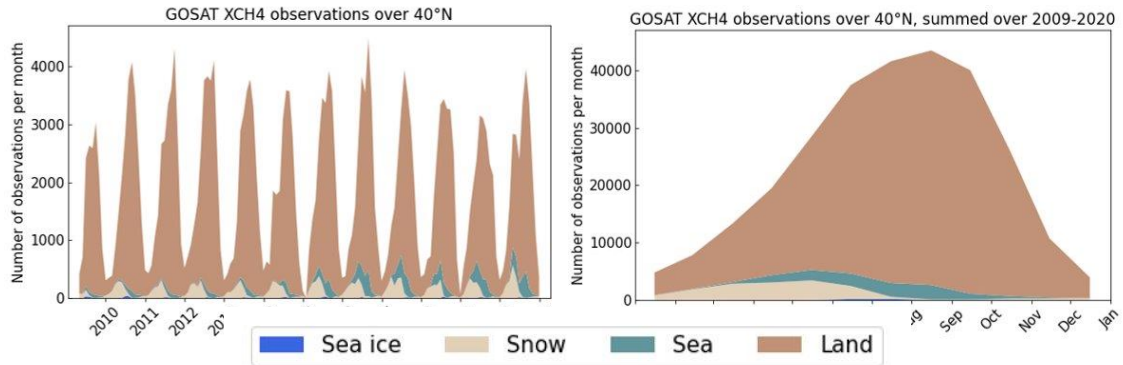 GOSAT XCH4 observations over 40°N
Number of observations per month
4000
3000
2000
1000
0
2010
2011
2012
GOSAT XCH4 observations over 40°N, summed over 2009-2020
Number of observations per month
40000
30000
20000
10000
0
Sep
Oct
Nov
Dec
Jan
Sea ice
Snow
Sea
Land